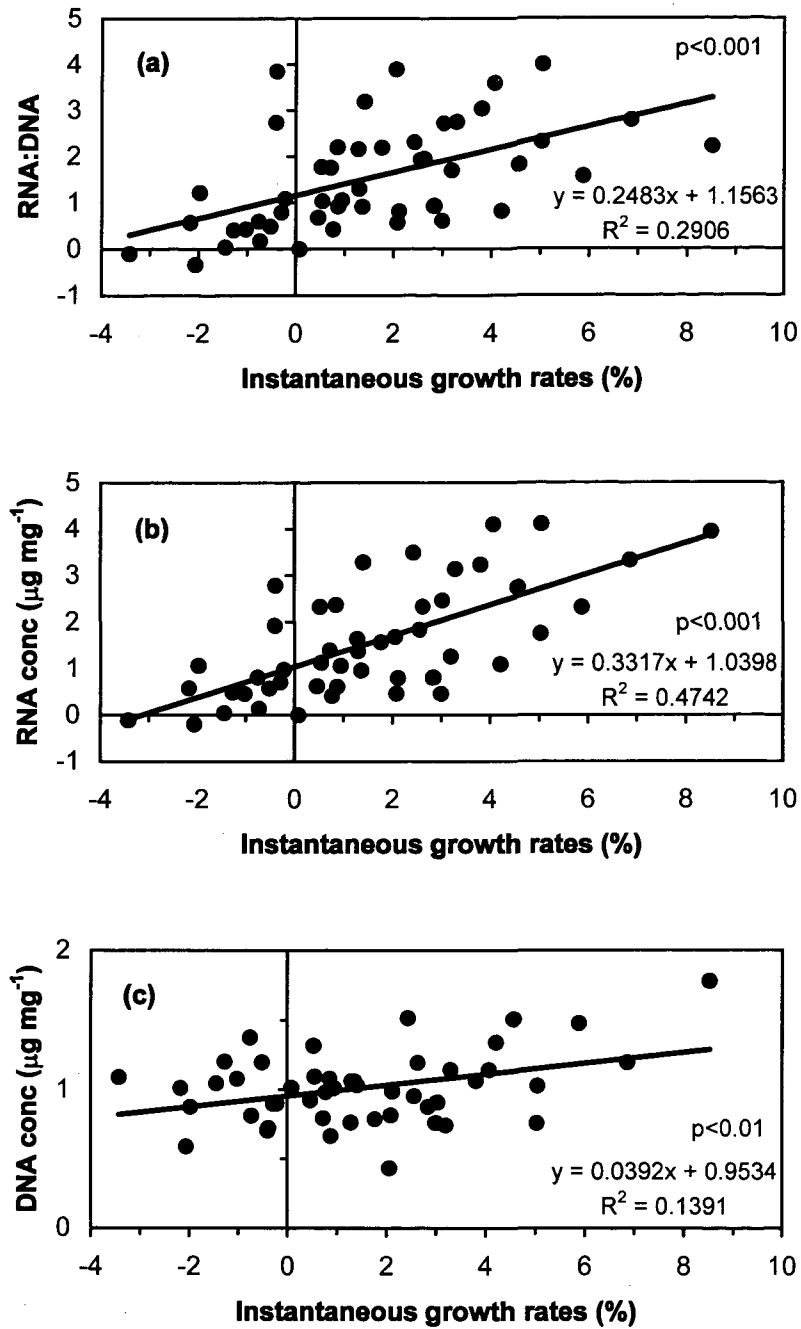 5
(a)
p<0.001
4
3
RNA:DNA
2
1
y = 0.2483x + 1.1563
R² = 0.2906
0
-1
-4 -2 0 2 4 6 8 10
Instantaneous growth rates (%)
5
(b)
4
3
RNA conc (µg mg⁻¹)
2
p<0.001
1
y = 0.3317x + 1.0398
R² = 0.4742
0
-1
-4 -2 0 2 4 6 8 10
Instantaneous growth rates (%)
2
(c)
DNA conc (µg mg⁻¹)
1
p<0.01
y = 0.0392x + 0.9534
R² = 0.1391
0
-4 -2 0 2 4 6 8 10
Instantaneous growth rates (%)